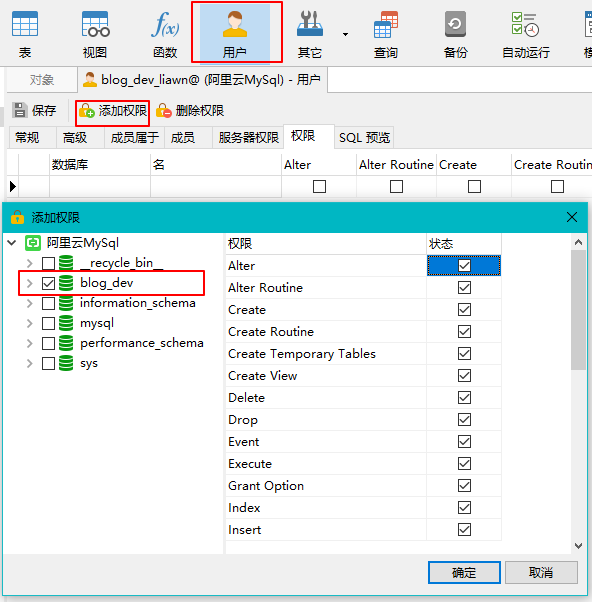 表 视图 函数 用户 其它 查询 备份 自动运行
对象 blog_dev_liawn@ (阿里云MySql) - 用户
保存 添加权限 删除权限
常规 高级 成员属于 成员 服务器权限 权限 SQL 预览
数据库 名 Alter Alter Routine Create Create Routin
添加权限
阿里云MySql
__recycle_bin__
blog_dev
information_schema
mysql
performance_schema
sys
权限 状态
Alter
Alter Routine
Create
Create Routine
Create Temporary Tables
Create View
Delete
Drop
Event
Execute
Grant Option
Index
Insert
确定 取消